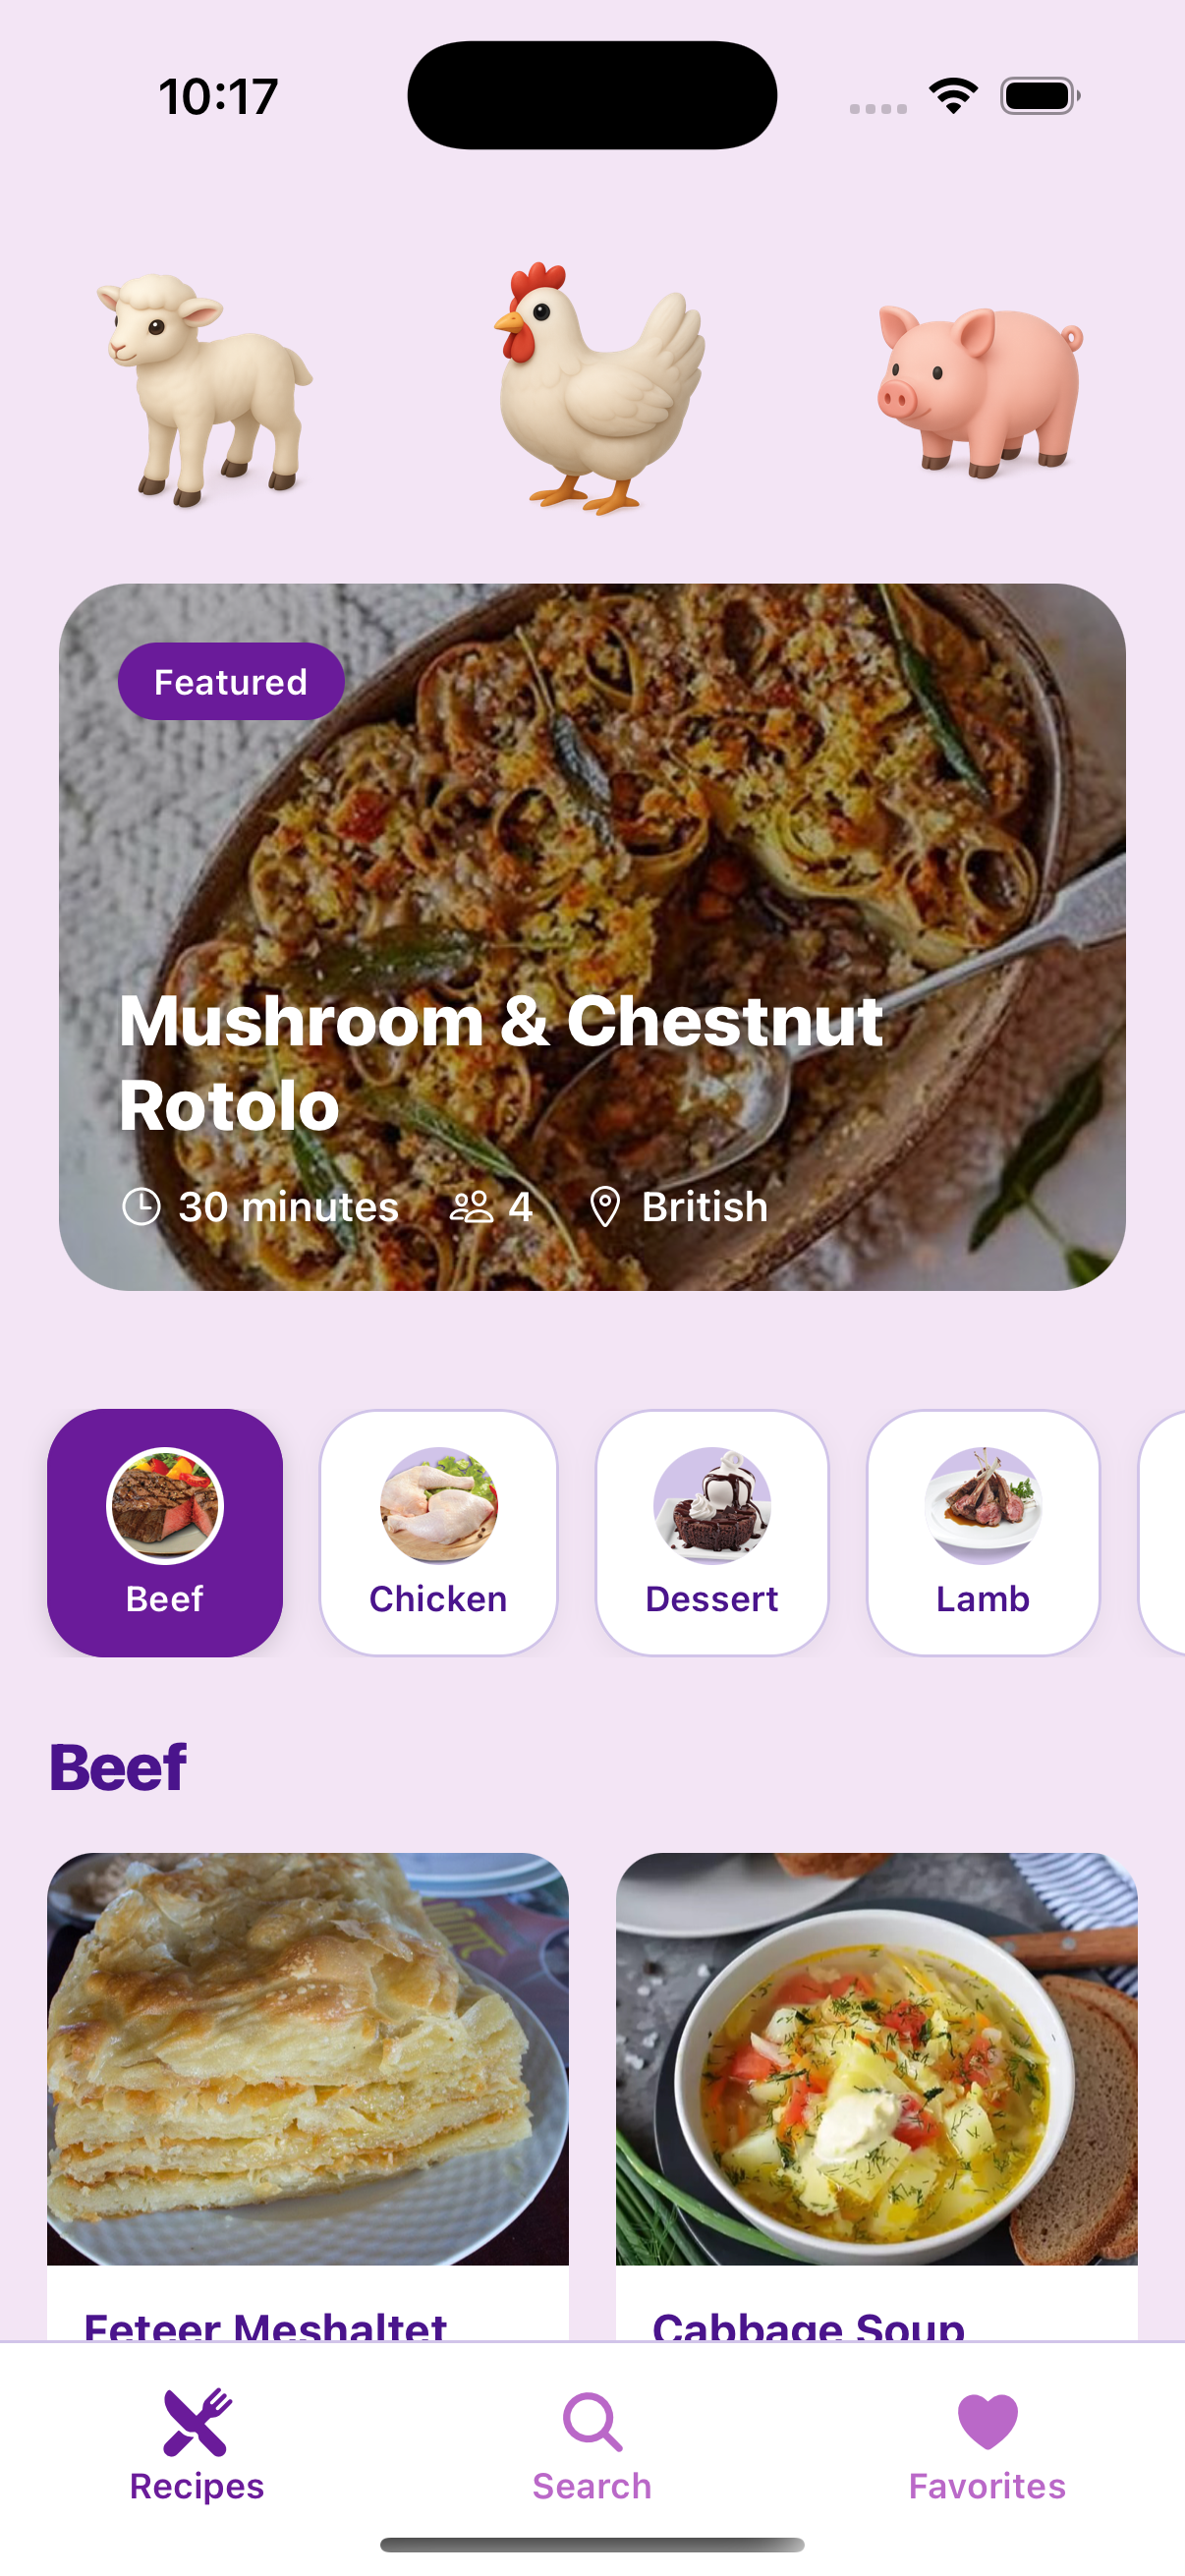 10:17
Featured
Mushroom & Chestnut
Rotolo
30 minutes 4 British
Beef Chicken Dessert Lamb
Beef
Feteer Meshaltet Cabbage Soup
Recipes Search Favorites